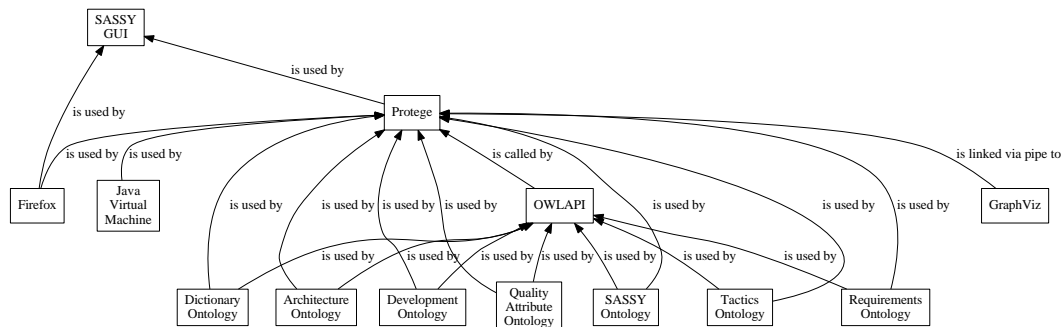 SASSY
GUI
is used by
Protege
is used by
is used by
is used by
is called by
is linked via pipe to
Firefox
Java
Virtual
Machine
OWLAPI
GraphViz
is used by
is used by
is used by
is used by
is used by
is used by
is used by
is used by
is used by
is used by
is used by
is used by
is used by
is used by
Dictionary
Ontology
Architecture
Ontology
Development
Ontology
Quality
Attribute
Ontology
SASSY
Ontology
Tactics
Ontology
Requirements
Ontology